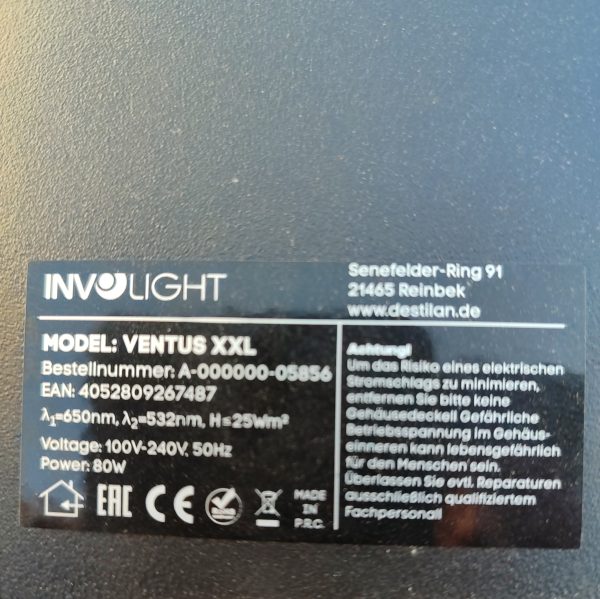 INVOLIGHT
Senefelder-Ring 91
21465 Reinbek
www.destilan.de
MODEL: VENTUS XXL
Bestellnummer: A-000000-05856
EAN: 4052809267487
λ₁=650nm, λ₂=532nm, H=25W/m²
Voltage: 100V-240V, 50Hz
Power: 80W
EAC CE
MADE
IN
P.R.C.
Achtung!
Um das Risiko eines elektrischen
Stromschlags zu minimieren,
entfernen Sie bitte keine
Gehäusedeckel! Gefährliche
Betriebsspannung im Gehäus-
einneren kann lebensgefährlich
für den Menschen sein.
Überlassen Sie evtl. Reparaturen
ausschließlich qualifiziertem
Fachpersonal!